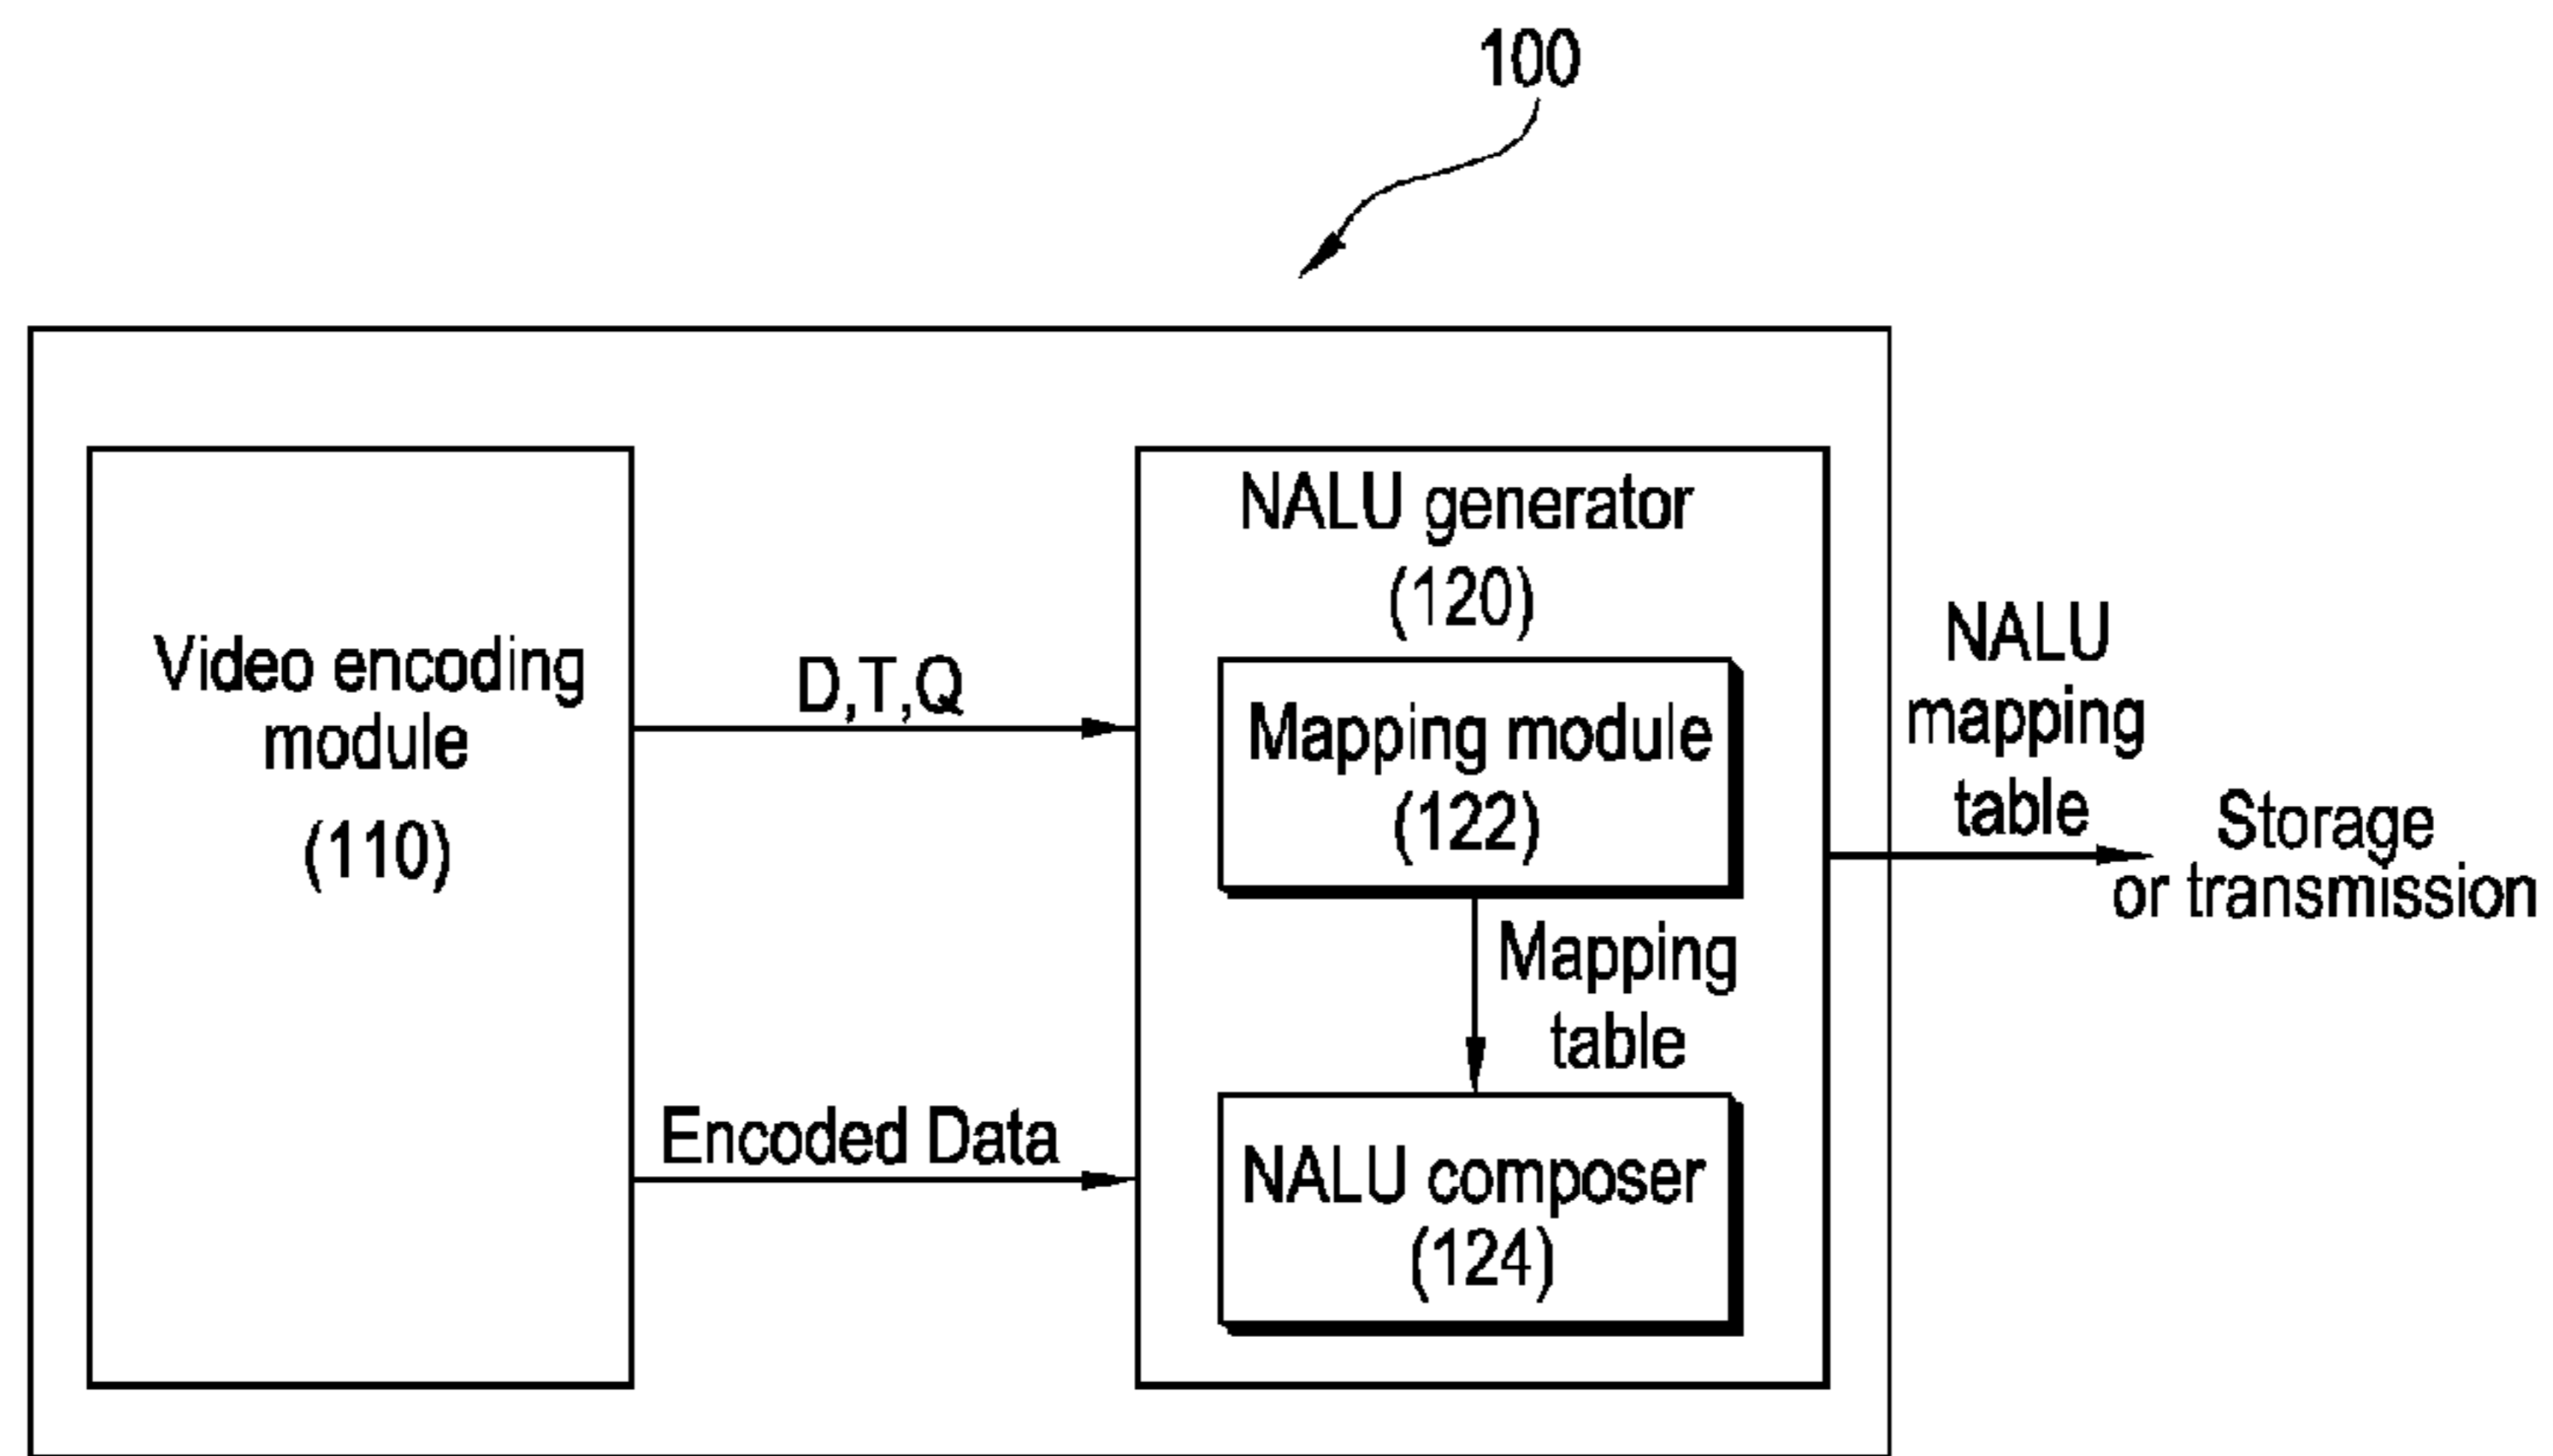 100
Video encoding
module
(110)
D,T,Q
Encoded Data
NALU generator
(120)
Mapping module
(122)
Mapping
table
NALU composer
(124)
NALU
mapping
table
Storage
or transmission